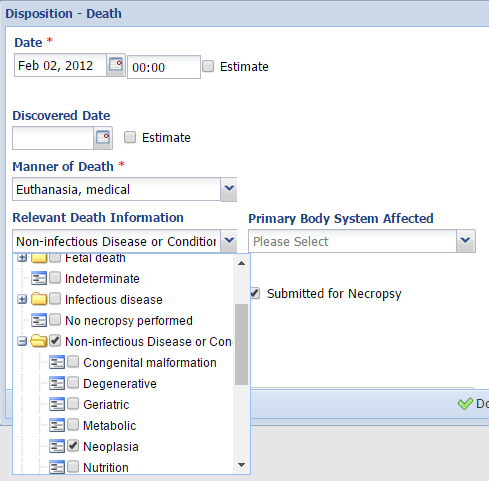 Disposition - Death
Date *
Feb 02, 2012 00:00 Estimate
Discovered Date
Estimate
Manner of Death *
Euthanasia, medical
Relevant Death Information Primary Body System Affected
Non-infectious Disease or Condition Please Select
Fetal death
Indeterminate
Submitted for Necropsy
Infectious disease
No necropsy performed
Non-infectious Disease or Con
Congenital malformation
Degenerative
Geriatric
Metabolic
Do
Neoplasia
Nutrition